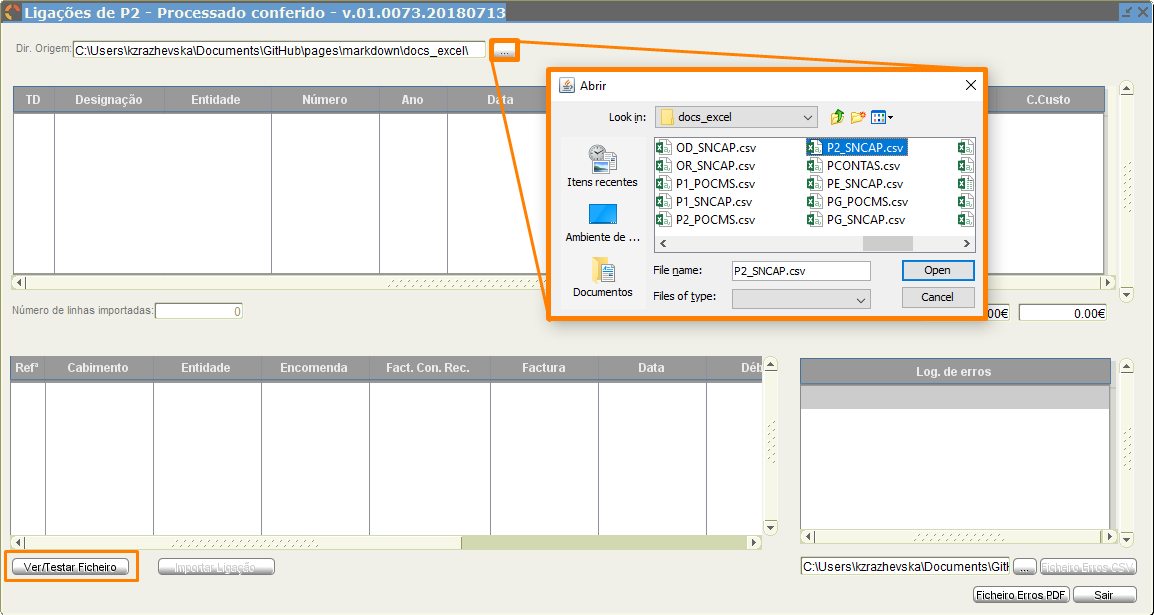 Ligações de P2 - Processado conferido - v.01.0073.20180713
Dir. Origem: C:\Users\kzrazhevska\Documents\GitHub\pages\markdown\docs_excel\ ...
TD Designação Entidade Número Ano Data C.Custo
Abrir
Look in: docs_excel
Itens recentes
Ambiente de ...
Documentos
OD_SNCAP.csv P2_SNCAP.csv
OR_SNCAP.csv PCONTAS.csv
P1_POCMS.csv PE_SNCAP.csv
P1_SNCAP.csv PG_POCMS.csv
P2_POCMS.csv PG_SNCAP.csv
File name: P2_SNCAP.csv Open
Files of type: Cancel
Número de linhas importadas: 0 00€ 0.00€
Refª Cabimento Entidade Encomenda Fact. Con. Rec. Factura Data Déb
Log. de erros
Ver/Testar Ficheiro Importar Ligação C:\Users\kzrazhevska\Documents\GitH ... Ficheiro Erros CSV
Ficheiro Erros PDF Sair